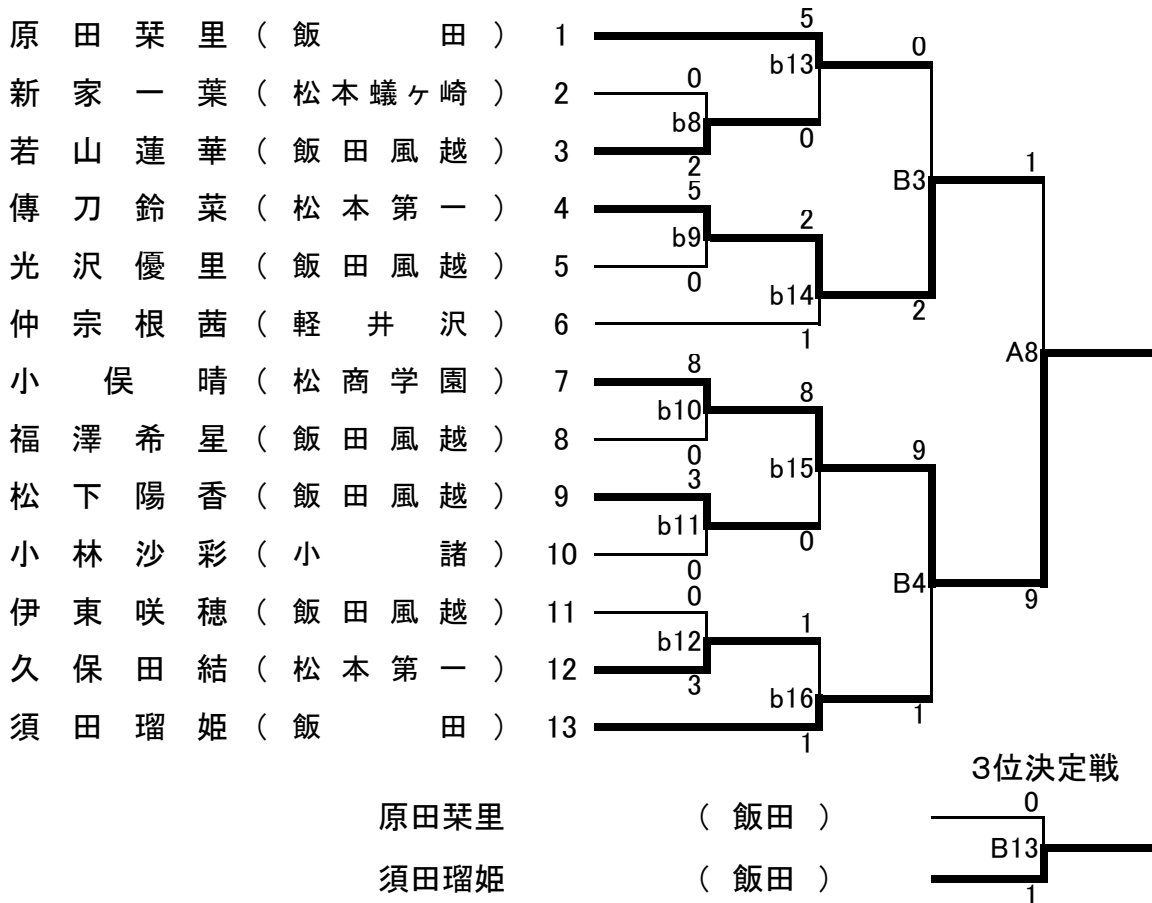 原田栞里（飯田） 1
新家一葉（松本蟻ヶ崎） 2
若山蓮華（飯田風越） 3
傳刀鈴菜（松本第一） 4
光沢優里（飯田風越） 5
仲宗根茜（軽井沢） 6
小俣晴（松商学園） 7
福澤希星（飯田風越） 8
松下陽香（飯田風越） 9
小林沙彩（小諸） 10
伊東咲穂（飯田風越） 11
久保田結（松本第一） 12
須田瑠姫（飯田） 13
0
b8
2
5
b9
0
8
b10
0
3
b11
0
0
b12
3
5
b13
0
2
b14
1
8
b15
0
1
b16
1
0
B3
2
9
B4
1
1
A8
9
3位決定戦
原田栞里（飯田） 0
B13
須田瑠姫（飯田） 1